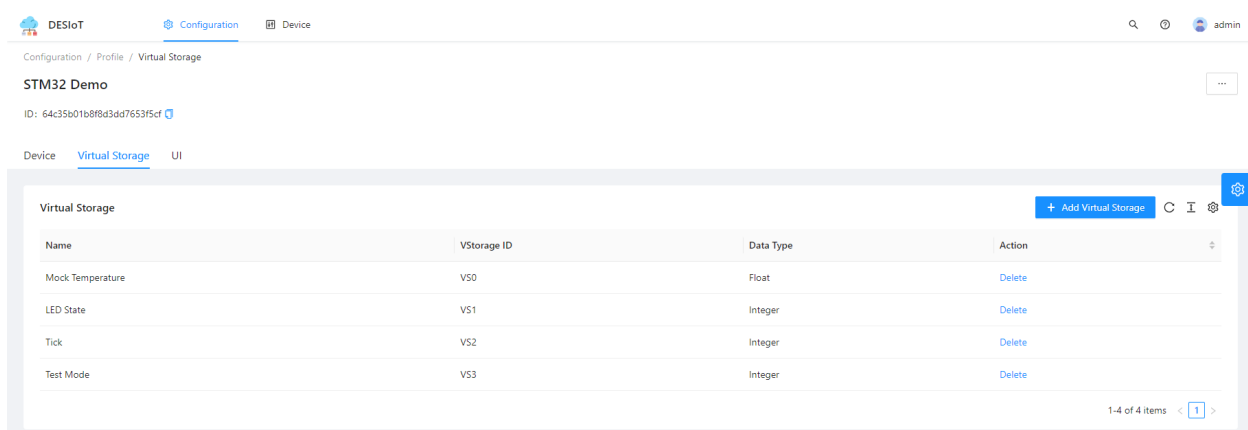 DESIoT Configuration Device admin
Configuration / Profile / Virtual Storage
STM32 Demo
...
ID: 64c35b01b8f8d3dd7653f5cf
Device Virtual Storage UI
Virtual Storage + Add Virtual Storage
Name VStorage ID Data Type Action
Mock Temperature VS0 Float Delete
LED State VS1 Integer Delete
Tick VS2 Integer Delete
Test Mode VS3 Integer Delete
1-4 of 4 items < 1 >